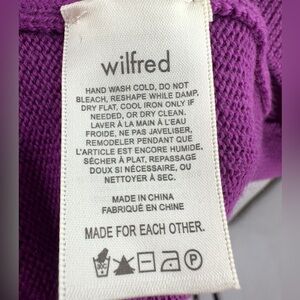 wilfred
HAND WASH COLD, DO NOT
BLEACH, RESHAPE WHILE DAMP,
DRY FLAT, COOL IRON ONLY IF
NEEDED, OR DRY CLEAN.
LAVER À LA MAIN À L'EAU
FROIDE, NE PAS JAVELISER,
REMODELER PENDANT QUE
L'ARTICLE EST ENCORE HUMIDE.
SÉCHER À PLAT, REPASSAGE
DOUX SI NÉCESSAIRE, OU
NETTOYER À SEC.
MADE IN CHINA
FABRIQUÉ EN CHINE
MADE FOR EACH OTHER.
P